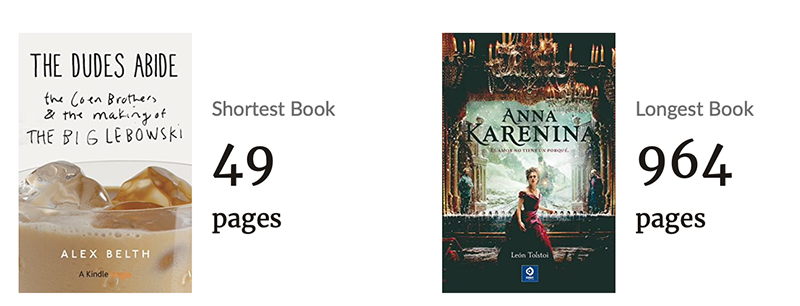 THE DUDES ABIDE
the Coen Brothers
& the making of
THE BIG LEBOWSKI
ALEX BELTH
A Kindle
Shortest Book
49
pages
ANNA
KARENINA
EL AMOR NO TIENE UN PORQUÉ.
León Tolstoi
Longest Book
964
pages